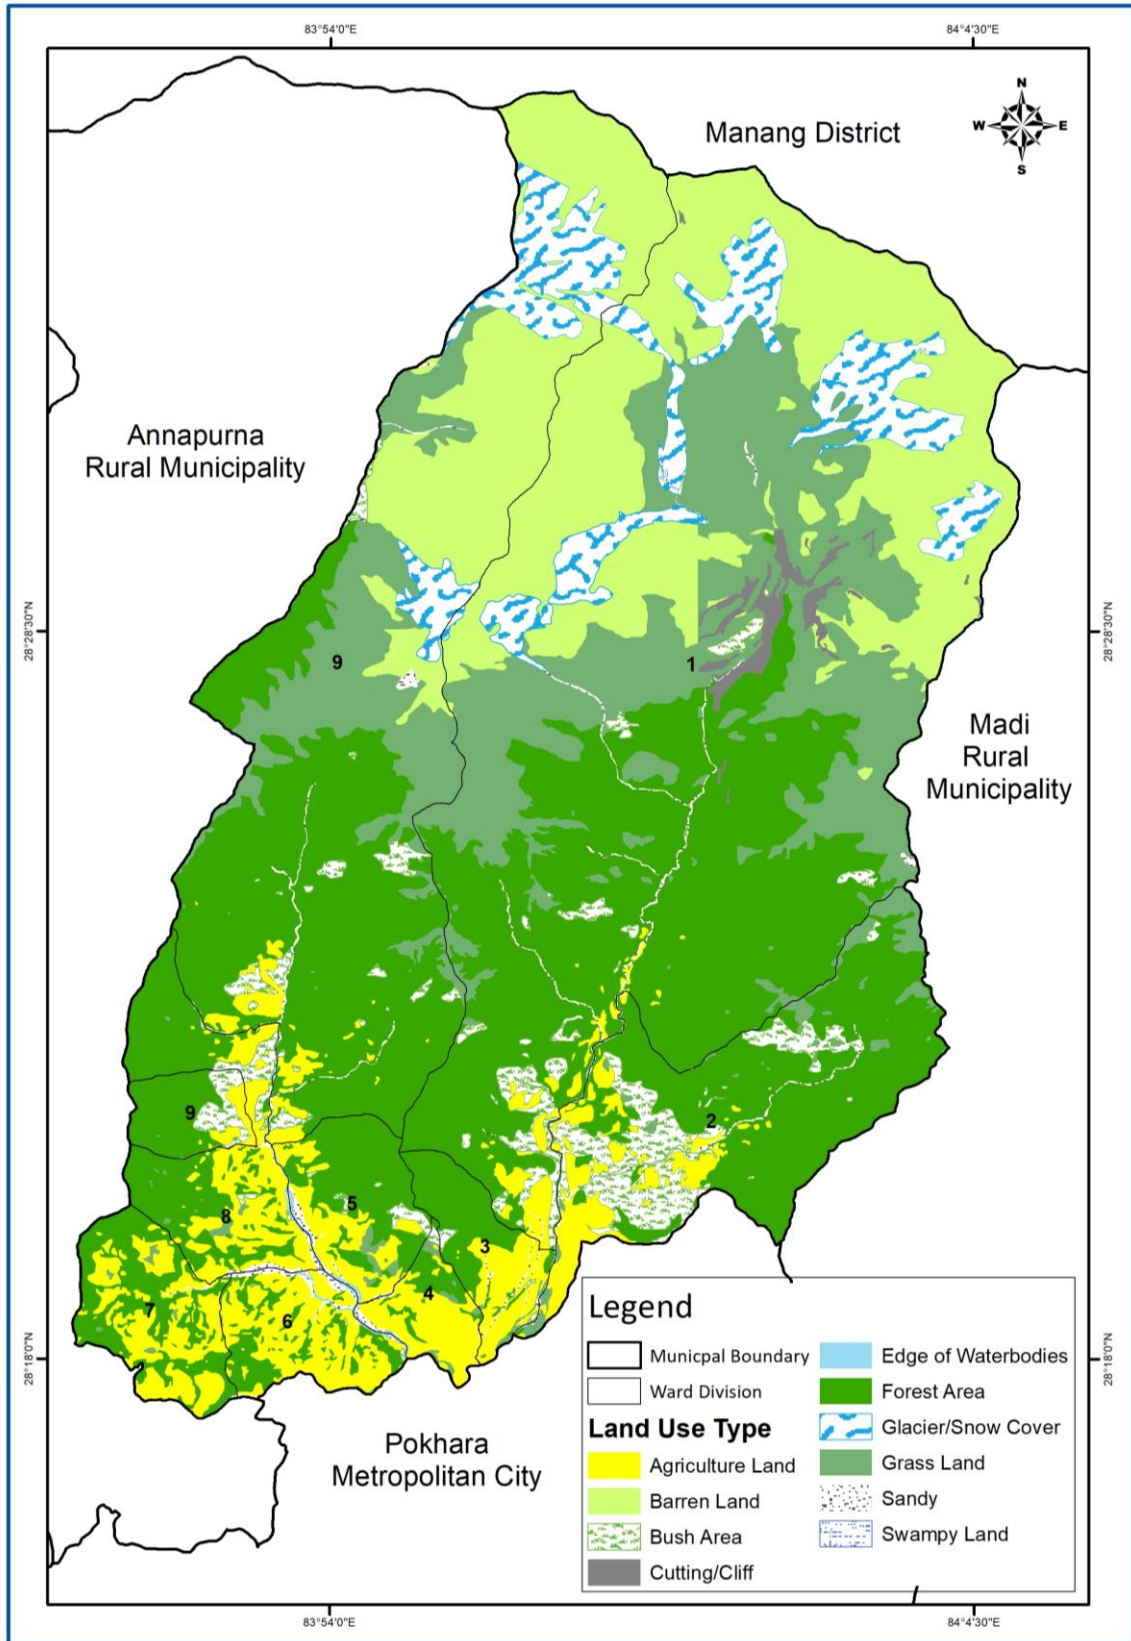 83°54'0"E
84°4'30"E
N
W
E
S
Manang District
Annapurna
Rural Municipality
28°28'30"N
28°28'30"N
9
1
Madi
Rural
Municipality
9
2
8
5
3
7
6
4
28°18'0"N
28°18'0"N
Pokhara
Metropolitan City
Legend
Municpal Boundary
Ward Division
Land Use Type
Agriculture Land
Barren Land
Bush Area
Cutting/Cliff
Edge of Waterbodies
Forest Area
Glacier/Snow Cover
Grass Land
Sandy
Swampy Land
83°54'0"E
84°4'30"E